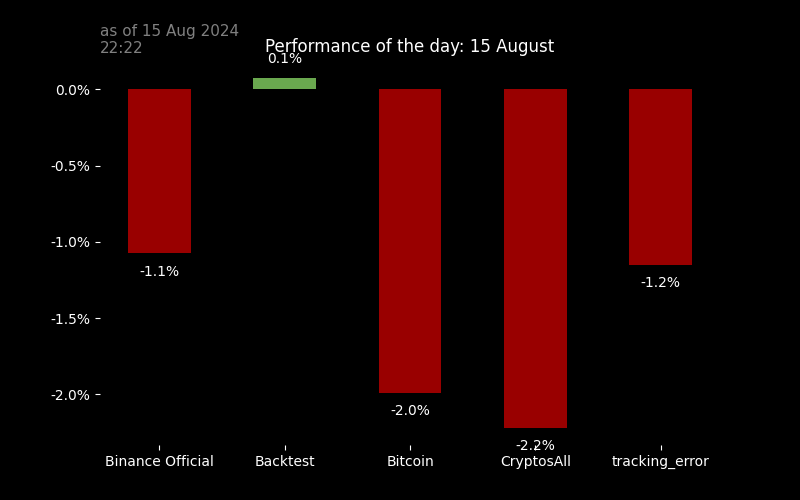 as of 15 Aug 2024
22:22
Performance of the day: 15 August
0.1%
0.0%
-0.5%
-1.0%
-1.1%
-1.2%
-1.5%
-2.0%
-2.0%
-2.2%
Binance Official
Backtest
Bitcoin
CryptosAll
tracking_error